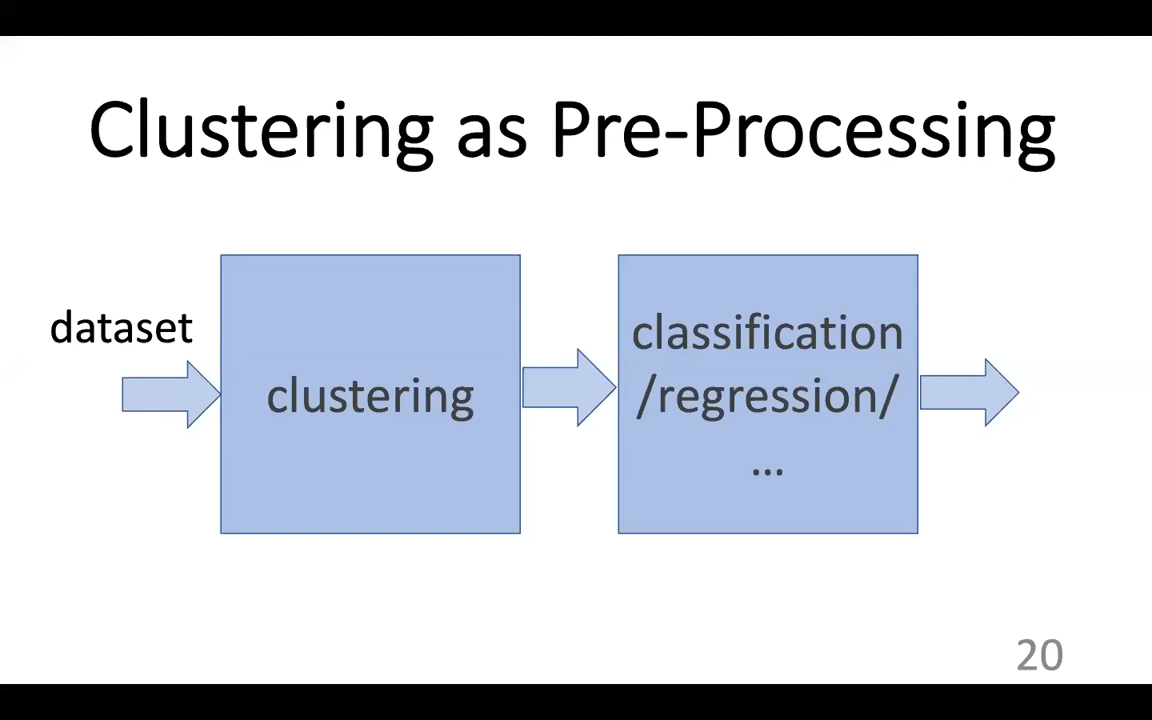 Clustering as Pre-Processing
dataset
clustering
classification
/regression/
...
20